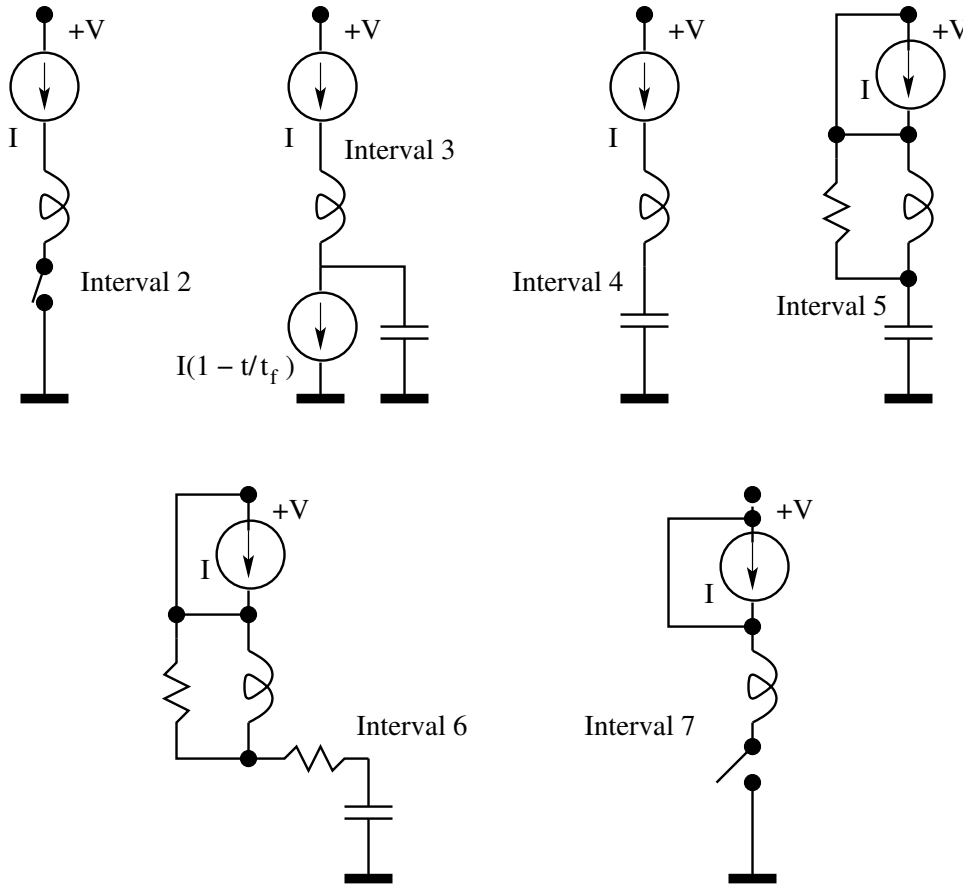 +V
I
Interval 2
+V
I
Interval 3
I(1 − t/t_f )
+V
I
Interval 4
+V
I
Interval 5
+V
I
Interval 6
+V
I
Interval 7